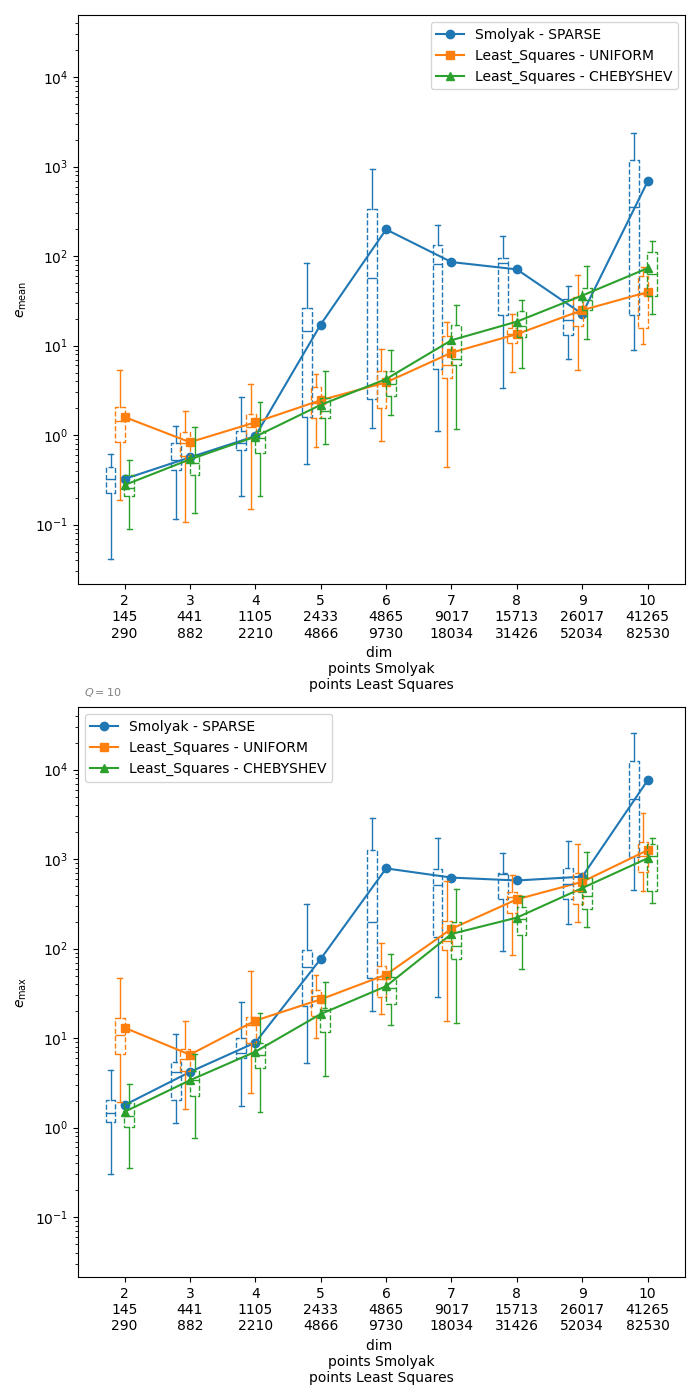 Smolyak - SPARSE
Least_Squares - UNIFORM
Least_Squares - CHEBYSHEV
10⁴
10³
10²
10¹
10⁰
10⁻¹
e_mean
2 3 4 5 6 7 8 9 10
145 441 1105 2433 4865 9017 15713 26017 41265
290 882 2210 4866 9730 18034 31426 52034 82530
dim
points Smolyak
points Least Squares
Q = 10
Smolyak - SPARSE
Least_Squares - UNIFORM
Least_Squares - CHEBYSHEV
10⁴
10³
10²
10¹
10⁰
10⁻¹
e_max
2 3 4 5 6 7 8 9 10
145 441 1105 2433 4865 9017 15713 26017 41265
290 882 2210 4866 9730 18034 31426 52034 82530
dim
points Smolyak
points Least Squares